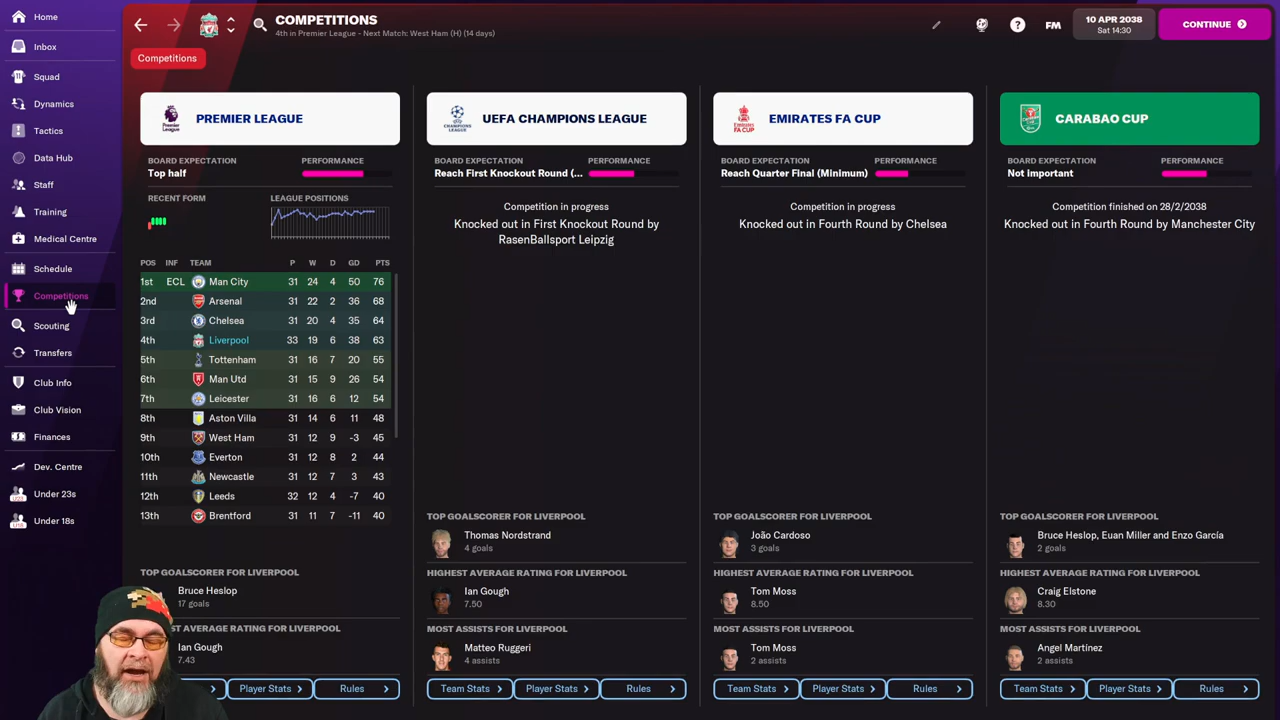 Home
Inbox
Squad
Dynamics
Tactics
Data Hub
Staff
Training
Medical Centre
Schedule
Competitions
Scouting
Transfers
Club Info
Club Vision
Finances
Dev. Centre
Under 23s
Under 18s
COMPETITIONS
4th in Premier League - Next Match: West Ham (H) (14 days)
FM
10 APR 2038
Sat 14:30
CONTINUE
Competitions
PREMIER LEAGUE
BOARD EXPECTATION PERFORMANCE
Top half
RECENT FORM LEAGUE POSITIONS
POS INF TEAM P W D GD PTS
1st ECL Man City 31 24 4 50 76
2nd Arsenal 31 22 2 36 68
3rd Chelsea 31 20 4 35 64
4th Liverpool 33 19 6 38 63
5th Tottenham 31 16 7 20 55
6th Man Utd 31 15 9 26 54
7th Leicester 31 16 6 12 54
8th Aston Villa 31 14 6 11 48
9th West Ham 31 12 9 -3 45
10th Everton 31 12 8 2 44
11th Newcastle 31 12 7 3 43
12th Leeds 32 12 4 -7 40
13th Brentford 31 11 7 -11 40
TOP GOALSCORER FOR LIVERPOOL
Bruce Heslop
17 goals
ST AVERAGE RATING FOR LIVERPOOL
Ian Gough
7.43
Player Stats
Rules
UEFA CHAMPIONS LEAGUE
BOARD EXPECTATION PERFORMANCE
Reach First Knockout Round (...
Competition in progress
Knocked out in First Knockout Round by
RasenBallsport Leipzig
TOP GOALSCORER FOR LIVERPOOL
Thomas Nordstrand
4 goals
HIGHEST AVERAGE RATING FOR LIVERPOOL
Ian Gough
7.50
MOST ASSISTS FOR LIVERPOOL
Matteo Ruggeri
4 assists
Team Stats
Player Stats
Rules
EMIRATES FA CUP
BOARD EXPECTATION PERFORMANCE
Reach Quarter Final (Minimum)
Competition in progress
Knocked out in Fourth Round by Chelsea
TOP GOALSCORER FOR LIVERPOOL
João Cardoso
3 goals
HIGHEST AVERAGE RATING FOR LIVERPOOL
Tom Moss
8.50
MOST ASSISTS FOR LIVERPOOL
Tom Moss
2 assists
Team Stats
Player Stats
Rules
CARABAO CUP
BOARD EXPECTATION PERFORMANCE
Not important
Competition finished on 28/2/2038
Knocked out in Fourth Round by Manchester City
TOP GOALSCORER FOR LIVERPOOL
Bruce Heslop, Euan Miller and Enzo García
2 goals
HIGHEST AVERAGE RATING FOR LIVERPOOL
Craig Elstone
8.30
MOST ASSISTS FOR LIVERPOOL
Angel Martínez
2 assists
Team Stats
Player Stats
Rules